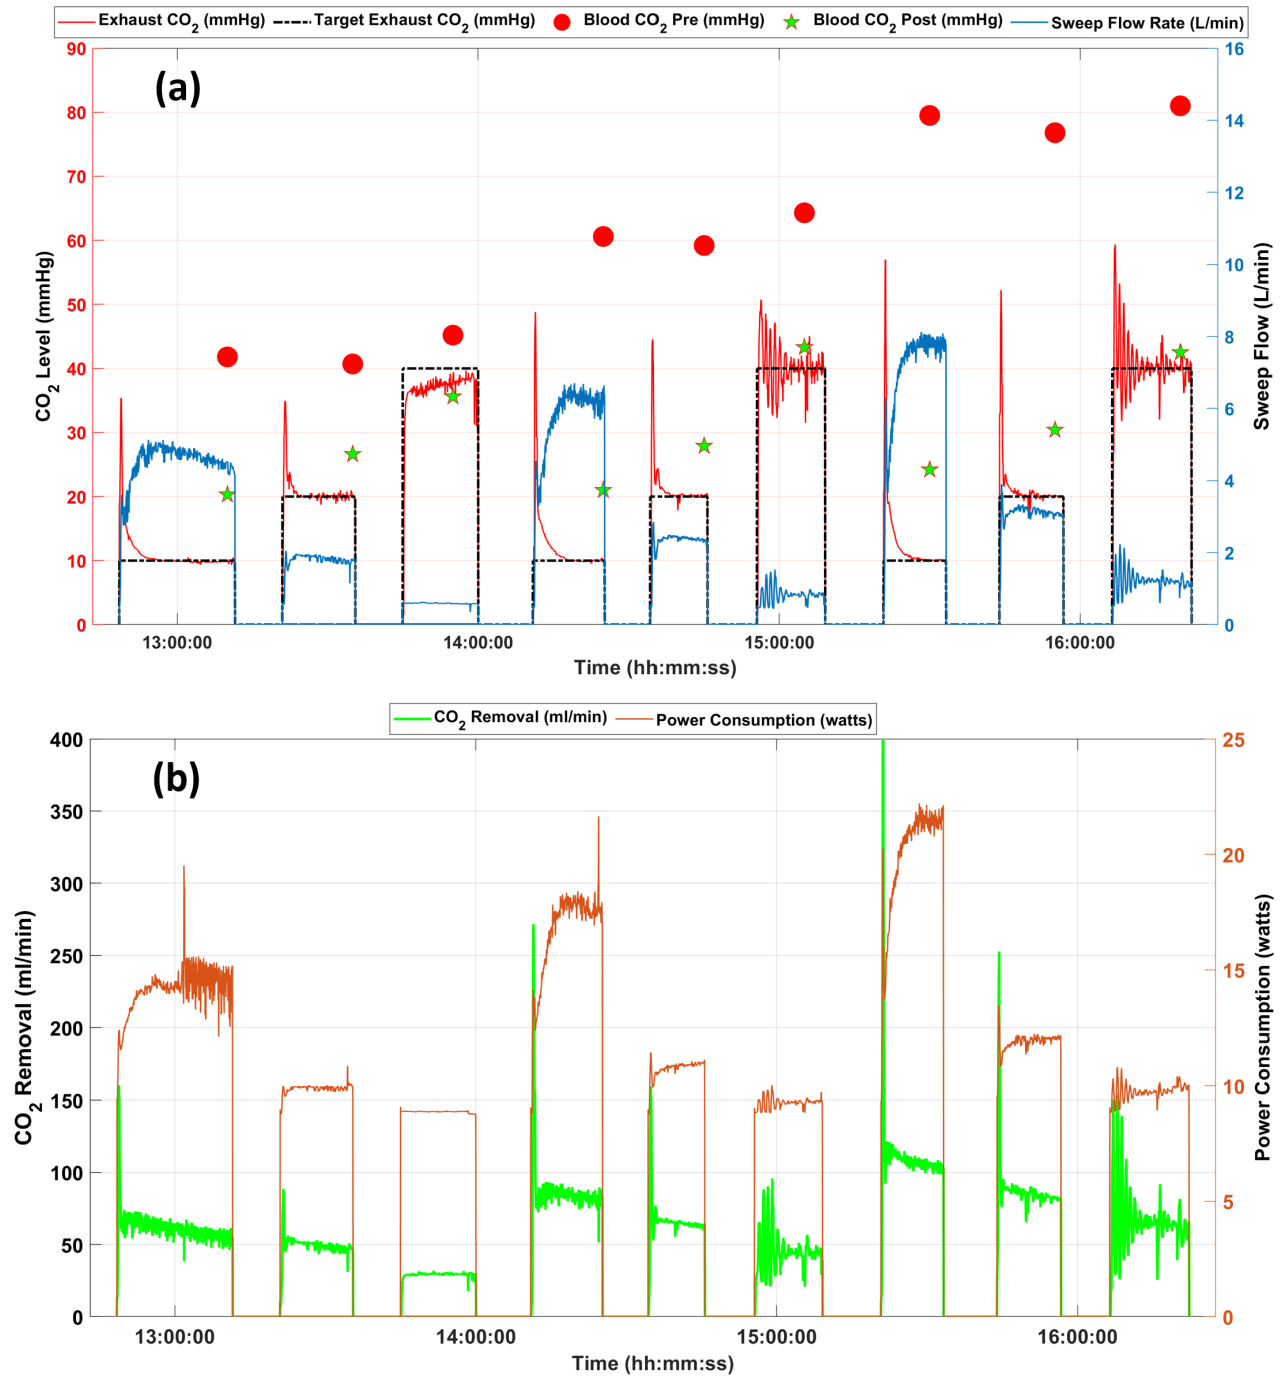 Exhaust CO2 (mmHg) Target Exhaust CO2 (mmHg) Blood CO2 Pre (mmHg) Blood CO2 Post (mmHg) Sweep Flow Rate (L/min)
(a)
CO2 Level (mmHg)
90
80
70
60
50
40
30
20
10
0
16
14
12
10
8
6
4
2
0
Sweep Flow (L/min)
13:00:00 14:00:00 15:00:00 16:00:00
Time (hh:mm:ss)
CO2 Removal (ml/min) Power Consumption (watts)
(b)
CO2 Removal (ml/min)
400
350
300
250
200
150
100
50
0
25
20
15
10
5
0
Power Consumption (watts)
13:00:00 14:00:00 15:00:00 16:00:00
Time (hh:mm:ss)